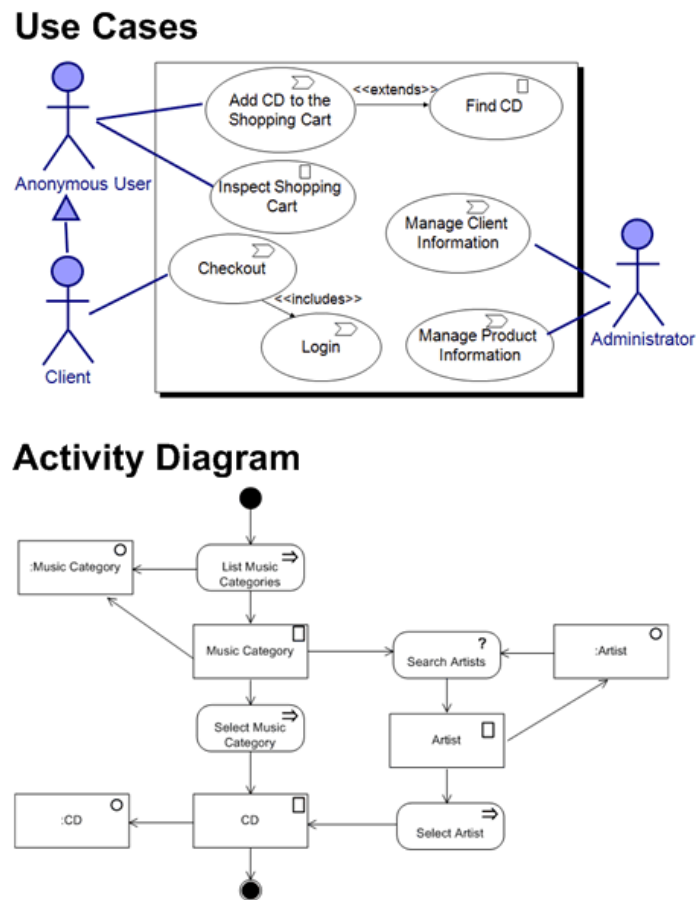 Use Cases
Add CD to the
Shopping Cart
<<extends>>
Find CD
Anonymous User
Inspect Shopping
Cart
Manage Client
Information
Checkout
<<includes>>
Login
Manage Product
Information
Administrator
Client
Activity Diagram
:Music Category
List Music
Categories
Music Category
?
Search Artists
:Artist
Select Music
Category
Artist
:CD
CD
Select Artist